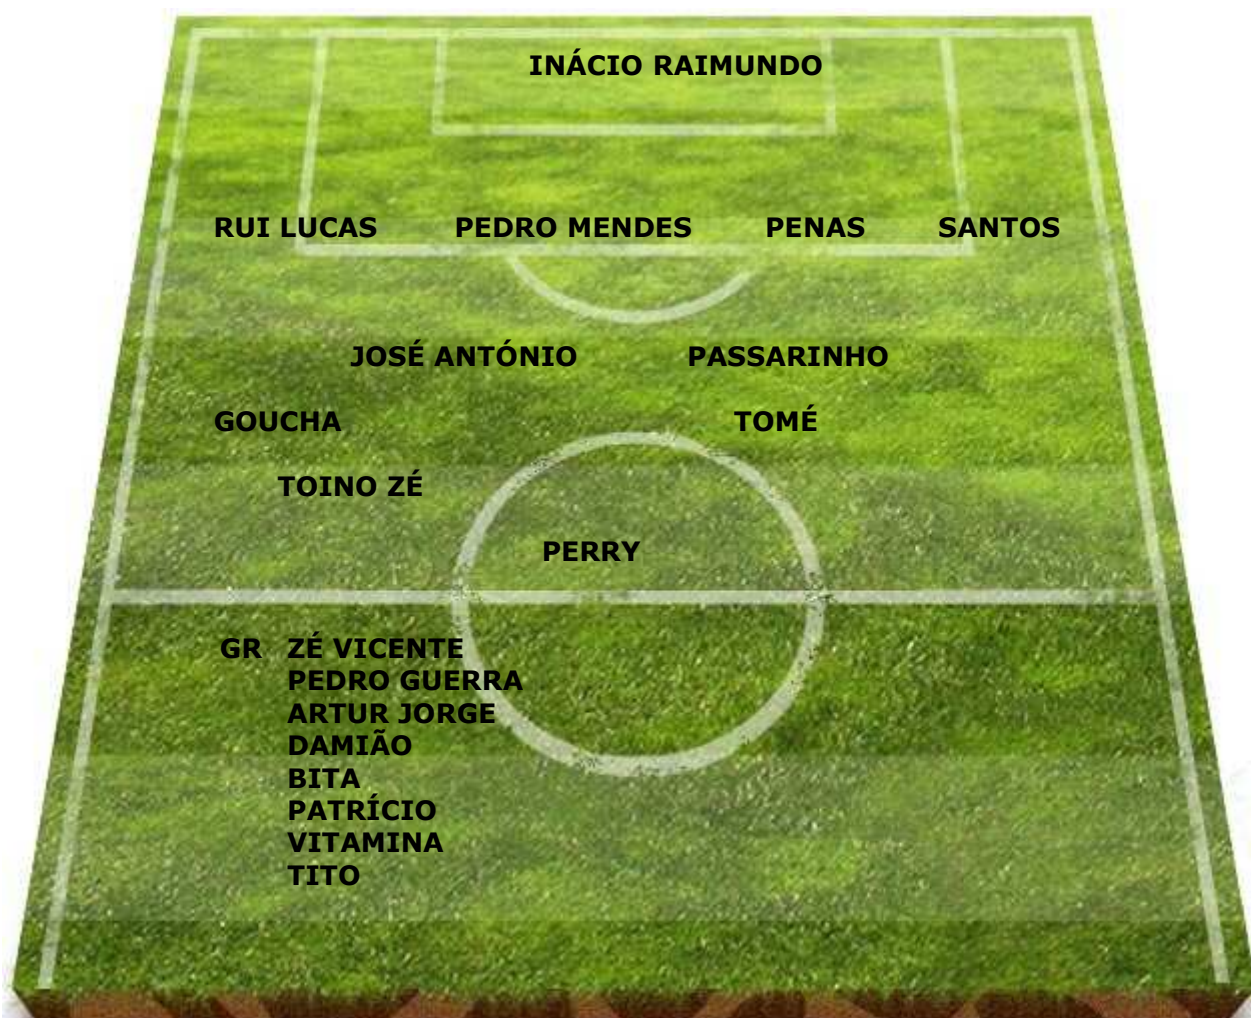 INÁCIO RAIMUNDO
RUI LUCAS PEDRO MENDES PENAS SANTOS
JOSÉ ANTÓNIO PASSARINHO
GOUCHA TOMÉ
TOINO ZÉ
PERRY
GR ZÉ VICENTE
PEDRO GUERRA
ARTUR JORGE
DAMIÃO
BITA
PATRÍCIO
VITAMINA
TITO